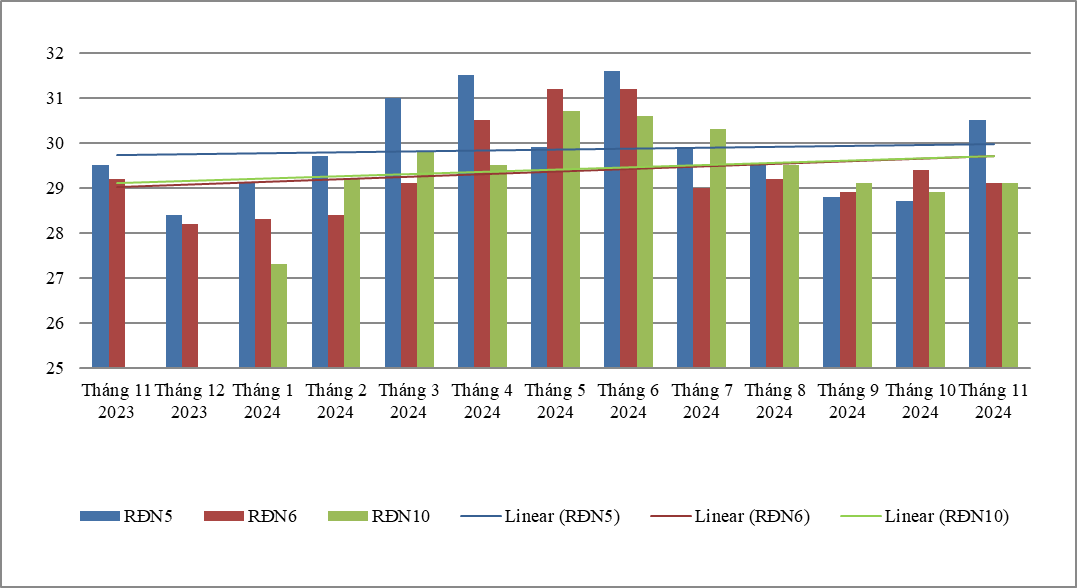 32
31
30
29
28
27
26
25
Tháng 11 2023
Tháng 12 2023
Tháng 1 2024
Tháng 2 2024
Tháng 3 2024
Tháng 4 2024
Tháng 5 2024
Tháng 6 2024
Tháng 7 2024
Tháng 8 2024
Tháng 9 2024
Tháng 10 2024
Tháng 11 2024
RĐN5
RĐN6
RĐN10
Linear (RĐN5)
Linear (RĐN6)
Linear (RĐN10)